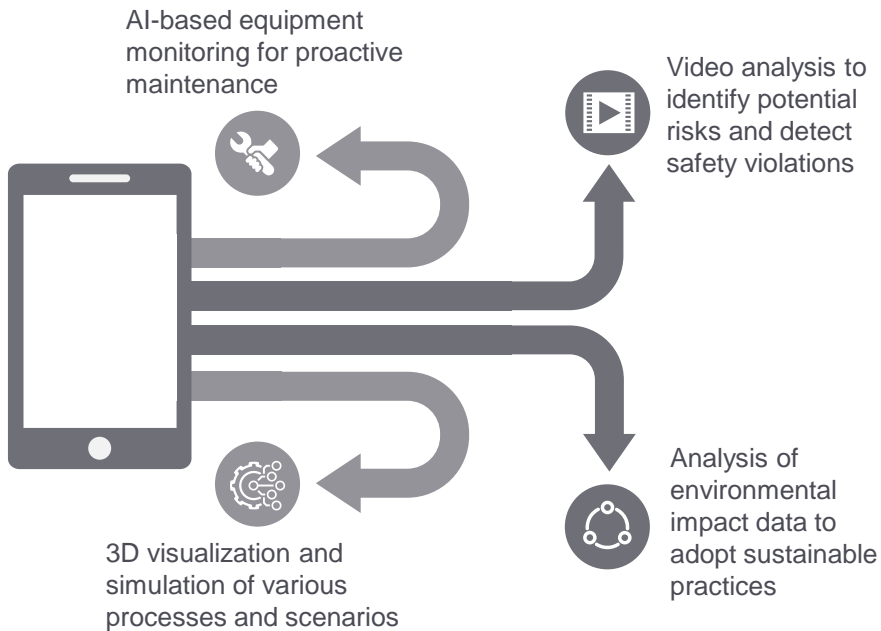 AI-based equipment
monitoring for proactive
maintenance
Video analysis to
identify potential
risks and detect
safety violations
3D visualization and
simulation of various
processes and scenarios
Analysis of
environmental
impact data to
adopt sustainable
practices